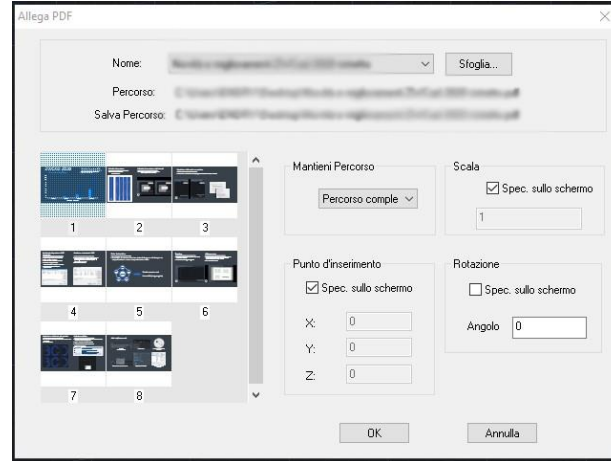 Allega PDF
Nome:
Sfoglia...
Percorso:
Salva Percorso:
1
2
3
4
5
6
7
8
Mantieni Percorso
Percorso comple
Scala
Spec. sullo schermo
1
Punto d'inserimento
Spec. sullo schermo
X: 0
Y: 0
Z: 0
Rotazione
Spec. sullo schermo
Angolo 0
OK
Annulla